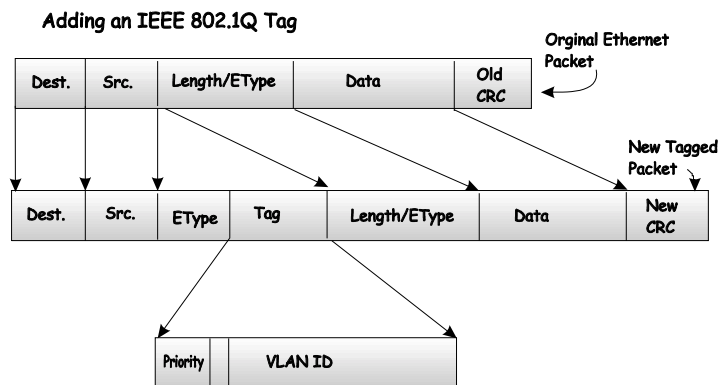 Adding an IEEE 802.1Q Tag
Orginal Ethernet
Packet
Dest. Src. Length/EType Data Old
CRC
New Tagged
Packet
Dest. Src. EType Tag Length/EType Data New
CRC
Priority VLAN ID